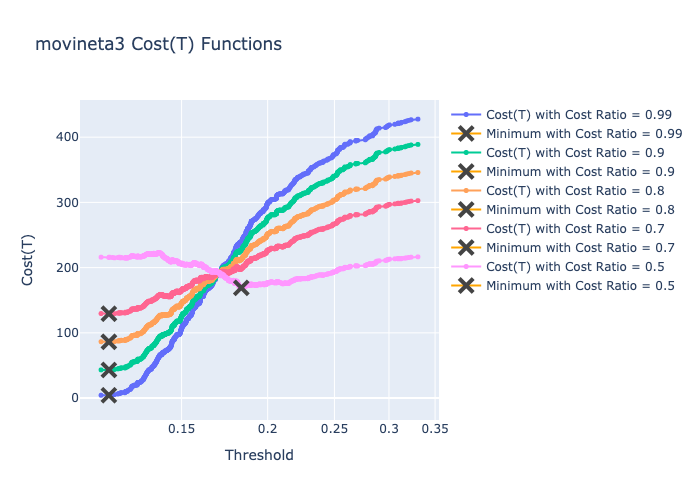 movineta3 Cost(T) Functions
Cost(T) with Cost Ratio = 0.99
Minimum with Cost Ratio = 0.99
Cost(T) with Cost Ratio = 0.9
Minimum with Cost Ratio = 0.9
Cost(T) with Cost Ratio = 0.8
Minimum with Cost Ratio = 0.8
Cost(T) with Cost Ratio = 0.7
Minimum with Cost Ratio = 0.7
Cost(T) with Cost Ratio = 0.5
Minimum with Cost Ratio = 0.5
Cost(T)
400
300
200
100
0
0.15
0.2
0.25
0.3
0.35
Threshold